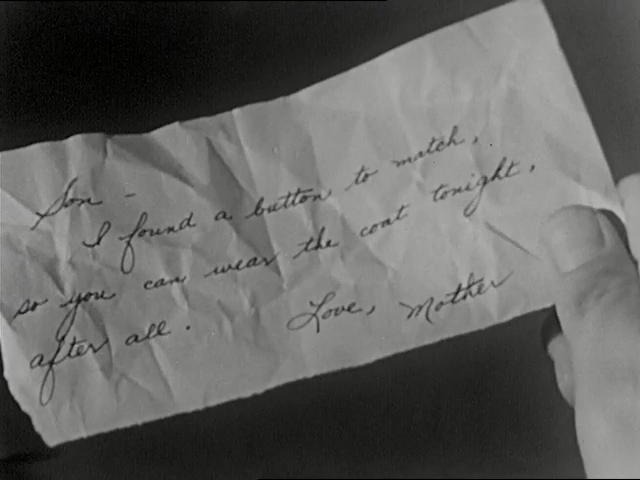 Son -
I found a button to match,
so you can wear the coat tonight,
after all.
Love, Mother